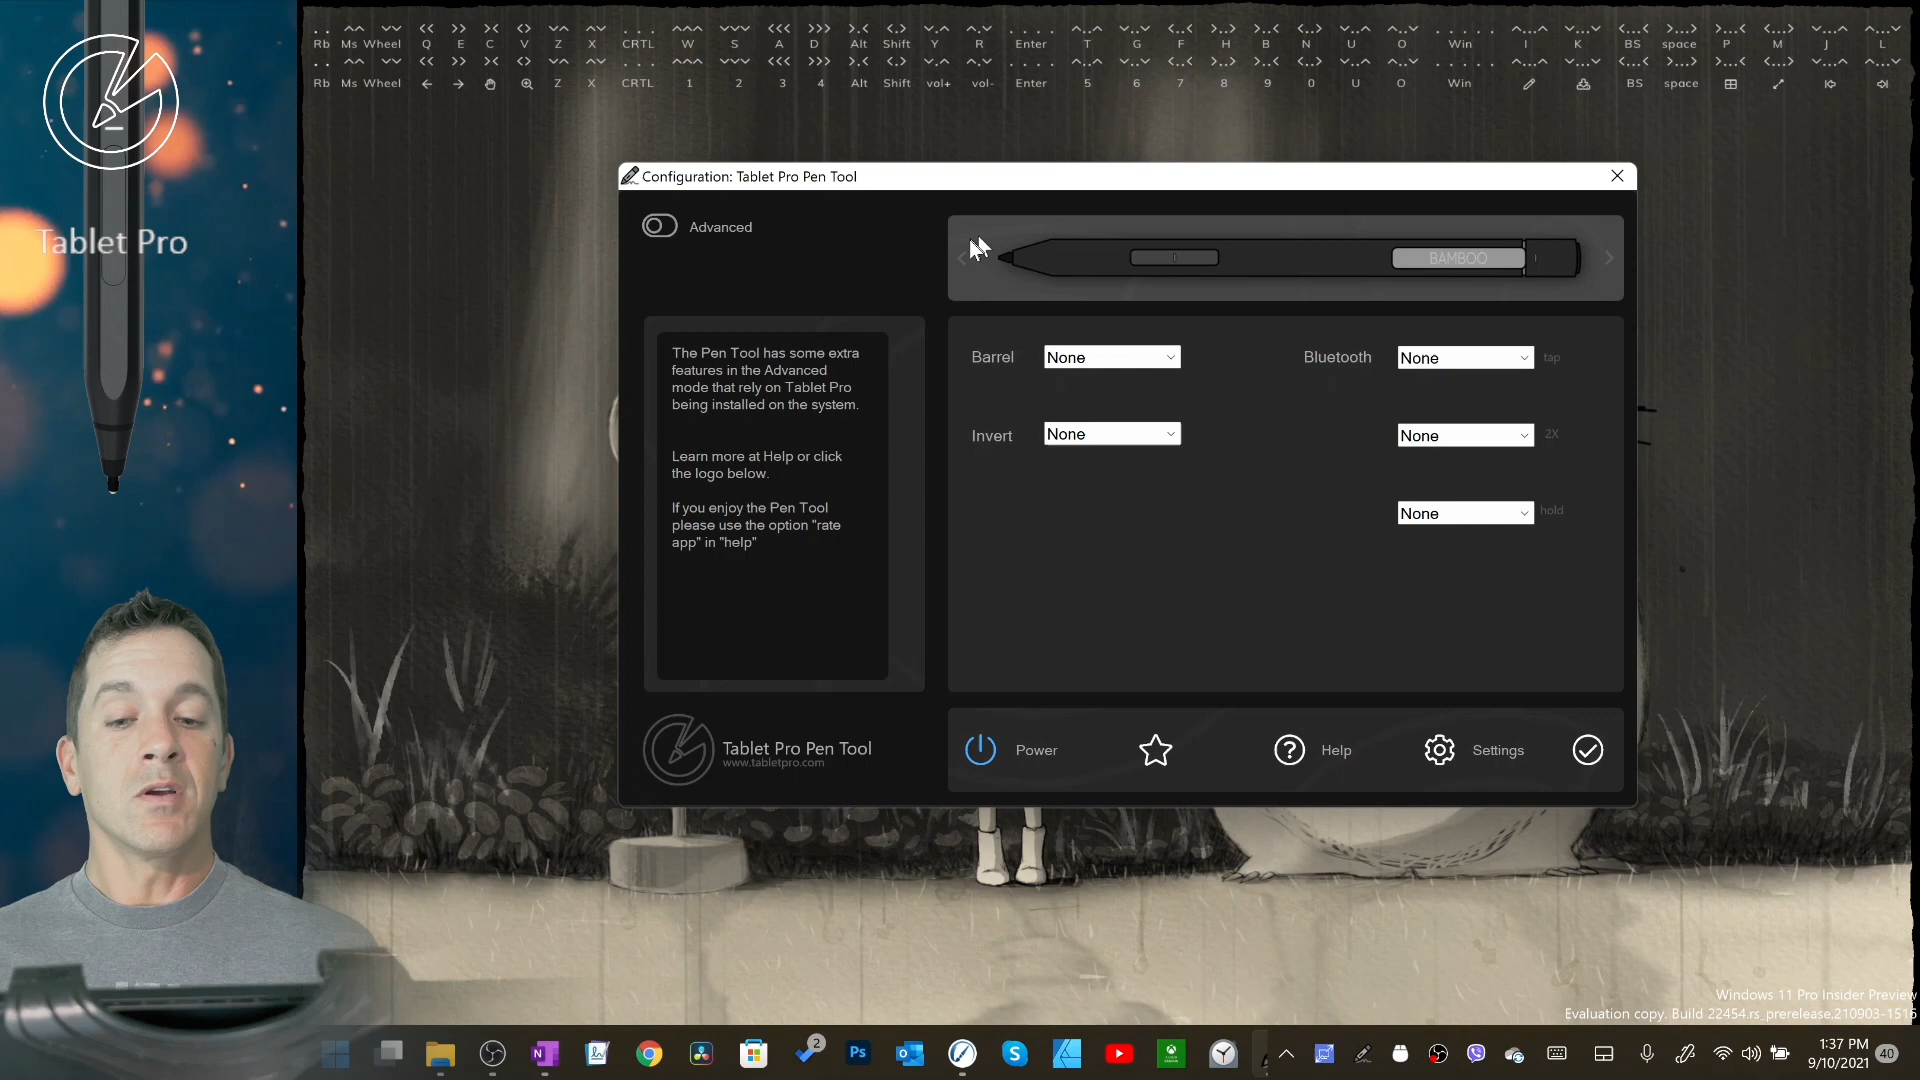 Rb Ms Wheel Q E C V Z X CRTL W S A D Alt Shift Y R Enter T G F H B N U O Win I K BS space P M J L
Rb Ms Wheel Z X CRTL 1 2 3 4 Alt Shift vol+ vol- Enter 5 6 7 8 9 0 U O Win BS space
Tablet Pro
Configuration: Tablet Pro Pen Tool
Advanced
BAMBOO
The Pen Tool has some extra
features in the Advanced
mode that rely on Tablet Pro
being installed on the system.
Learn more at Help or click
the logo below.
If you enjoy the Pen Tool
please use the option "rate
app" in "help"
Barrel None Bluetooth None tap
Invert None None 2X
None hold
Tablet Pro Pen Tool
www.tabletpro.com
Power Help Settings
Windows 11 Pro Insider Preview
Evaluation copy. Build 22454.rs_prerelease.210903-1516
2
Ps
1:37 PM
9/10/2021
40